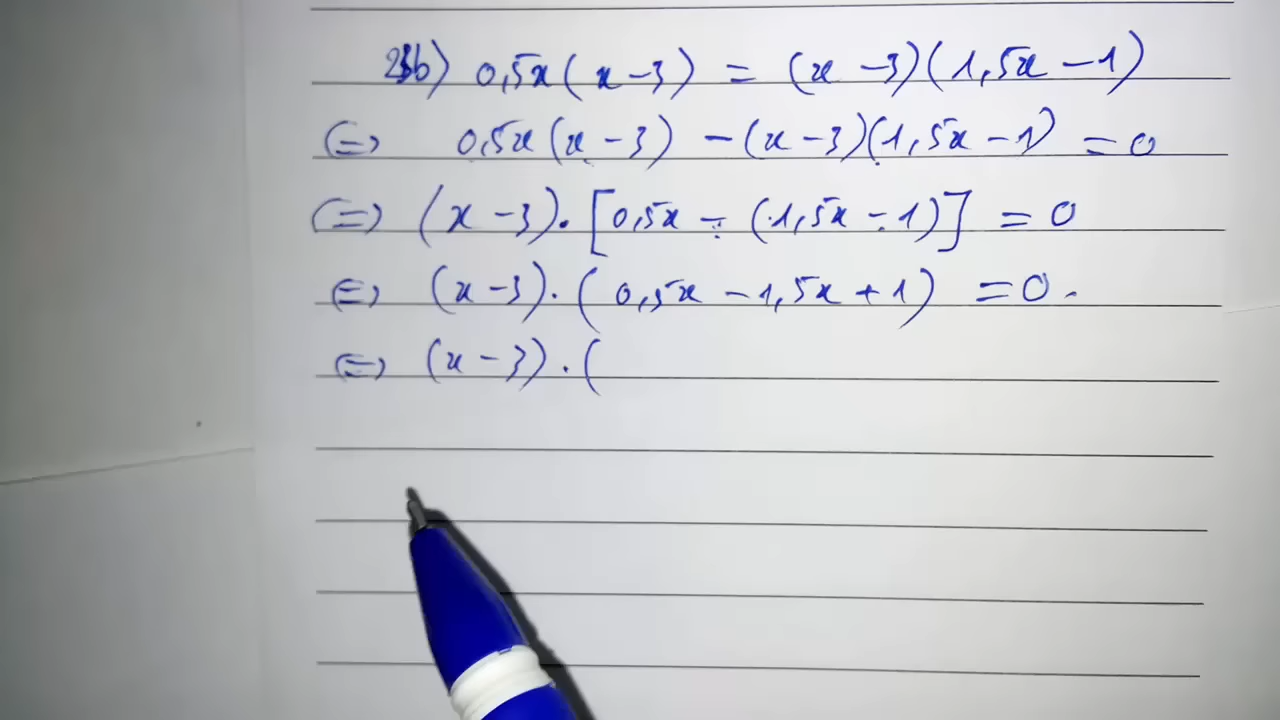 23b) 0,5x(x-3) = (x-3)(1,5x-1)
(=) 0,5x(x-3) -(x-3)(1,5x-1) = 0
(=) (x-3).[0,5x - (1,5x-1)] = 0
(=) (x-3).(0,5x-1,5x+1) = 0.
(=) (x-3).(